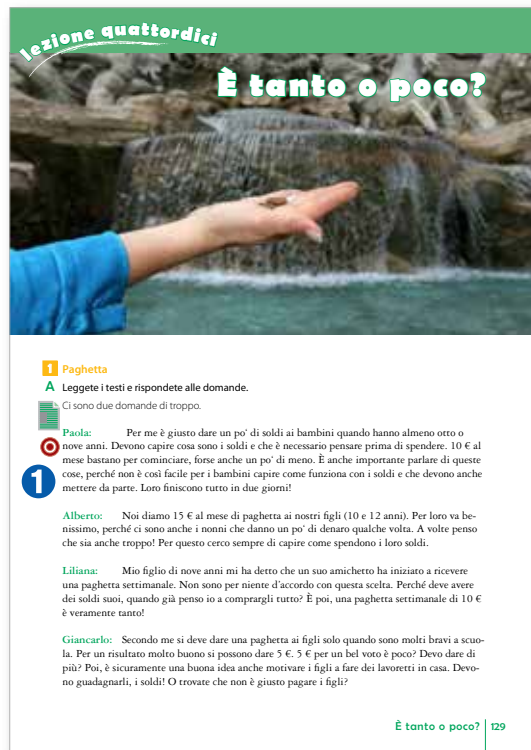 lezione quattordici
È tanto o poco?
1 Paghetta
A Leggete i testi e rispondete alle domande.
Ci sono due domande di troppo.
1
Paola: Per me è giusto dare un po' di soldi ai bambini quando hanno almeno otto o
nove anni. Devono capire cosa sono i soldi e che è necessario pensare prima di spendere. 10 € al
mese bastano per cominciare, forse anche un po' di meno. È anche importante parlare di queste
cose, perché non è così facile per i bambini capire come funziona con i soldi e che devono anche
mettere da parte. Loro finiscono tutto in due giorni!
Alberto: Noi diamo 15 € al mese di paghetta ai nostri figli (10 e 12 anni). Per loro va be-
nissimo, perché ci sono anche i nonni che danno un po' di denaro qualche volta. A volte penso
che sia anche troppo! Per questo cerco sempre di capire come spendono i loro soldi.
Liliana: Mio figlio di nove anni mi ha detto che un suo amichetto ha iniziato a ricevere
una paghetta settimanale. Non sono per niente d'accordo con questa scelta. Perché deve avere
dei soldi suoi, quando già penso io a comprargli tutto? È poi, una paghetta settimanale di 10 €
è veramente tanto!
Giancarlo: Secondo me si deve dare una paghetta ai figli solo quando sono molti bravi a scuo-
la. Per un risultato molto buono si possono dare 5 €. 5 € per un bel voto è poco? Devo dare di
più? Poi, è sicuramente una buona idea anche motivare i figli a fare dei lavoretti in casa. Devo-
no guadagnarli, i soldi! O trovate che non è giusto pagare i figli?
È tanto o poco? 129